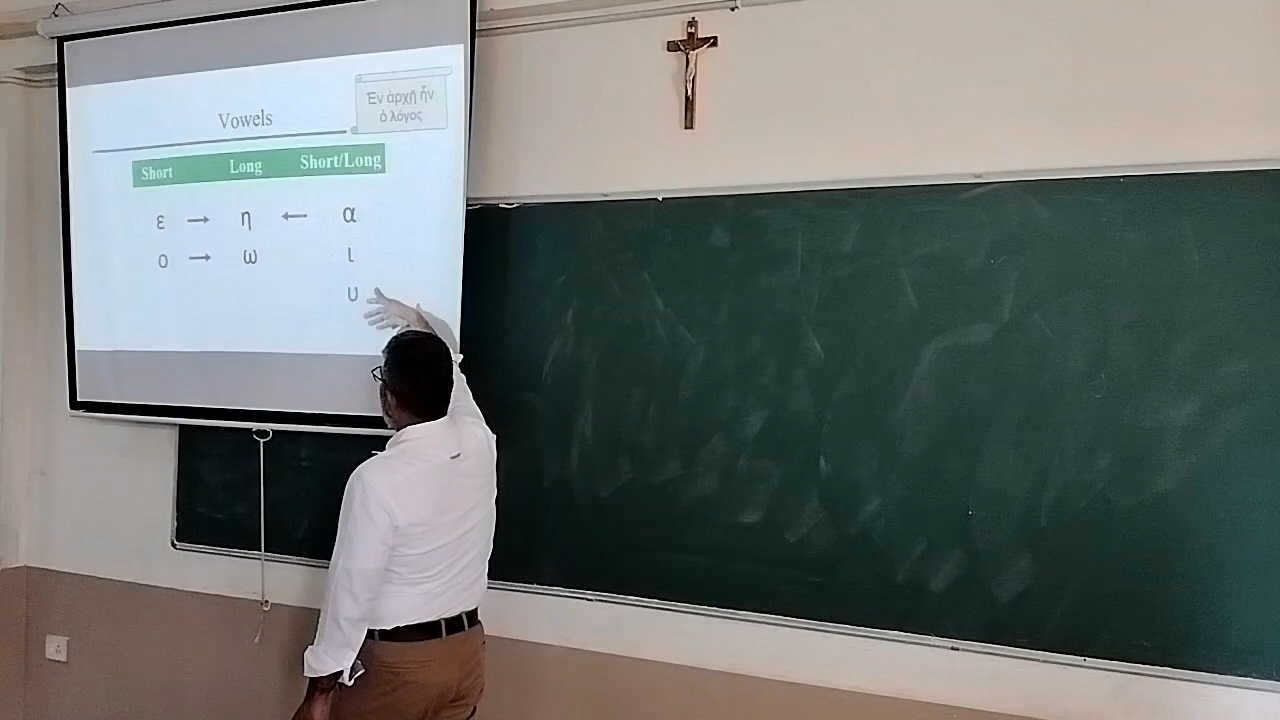 Ἐν ἀρχῇ ἦν
ὁ λόγος
Vowels
Short Long Short/Long
ε → η ← α
ο → ω ι
υ